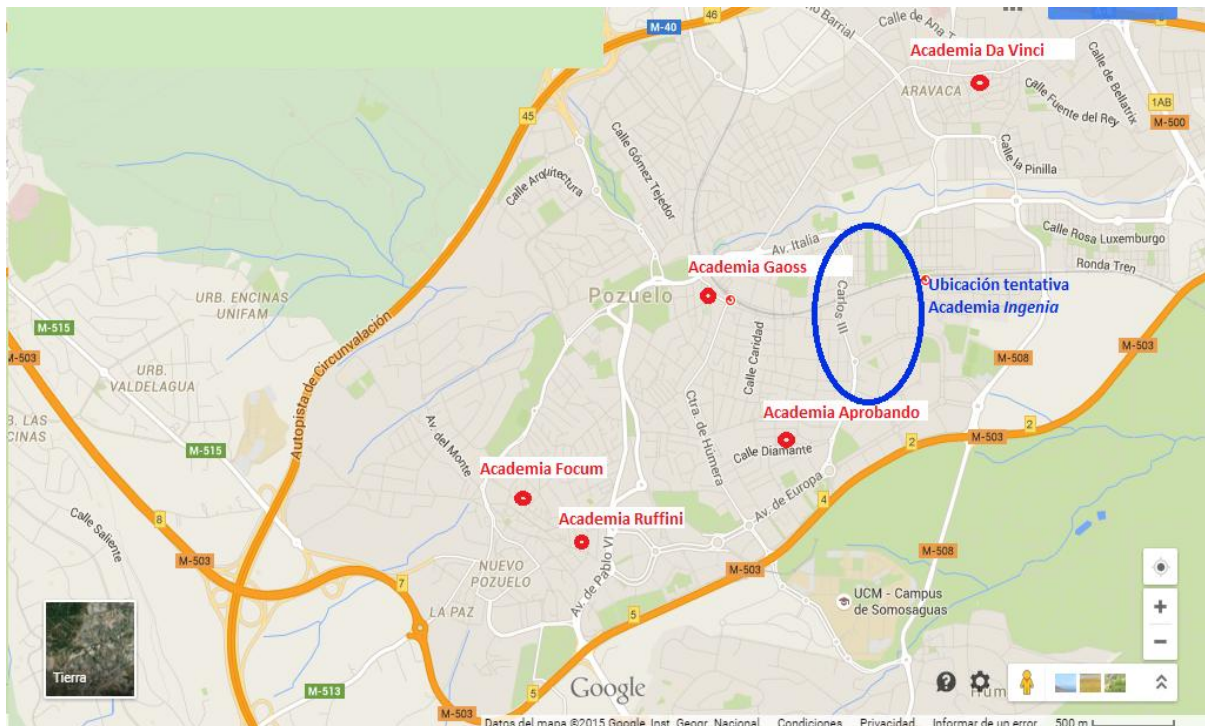 46
M-40
Calle de Ana T
Barrial
Academia Da Vinci
ARAVACA
Calle de Bellatrix
Calle Fuente del Rey
1AB
M-500
45
Calle Gómez Tejedor
Calle Arquitectura
Calle la Pinilla
Av. Italia
Calle Rosa Luxemburgo
Ronda Tren
Academia Gaoss
Pozuelo
Ubicación tentativa
Academia Ingenia
Carlos III
URB. ENCINAS
UNIFAM
M-515
M-503
Autopista de Circunvalación
Calle Caridad
M-508
URB. VALDELAGUA
Ctra. de Húmera
Academia Aprobando
B. LAS
CINAS
M-515
Av. del Monte
Calle Diamante
2
M-503
2
Academia Focum
Av. de Europa
4
Calle Saliente
8
Academia Ruffini
M-503
Av. de Pablo VI
M-508
NUEVO
POZUELO
M-503
7
LA PAZ
UCM - Campus
de Somosaguas
5
Tierra
M-513
5
M-503
Google
Hum
Datos del mapa ©2015 Google, Inst. Geogr. Nacional Condiciones Privacidad Informar de un error 500 m